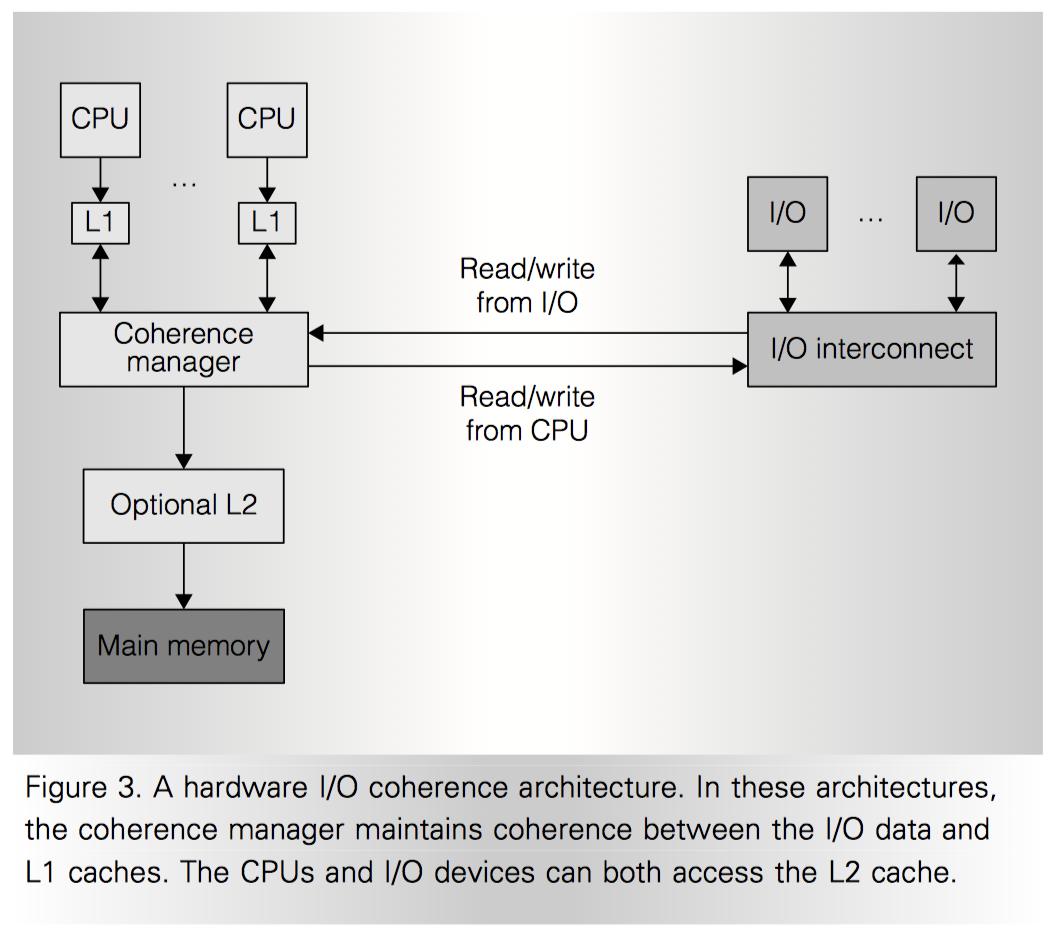 CPU
CPU
...
L1
L1
I/O
...
I/O
Read/write
from I/O
Coherence
manager
I/O interconnect
Read/write
from CPU
Optional L2
Main memory
Figure 3. A hardware I/O coherence architecture. In these architectures,
the coherence manager maintains coherence between the I/O data and
L1 caches. The CPUs and I/O devices can both access the L2 cache.